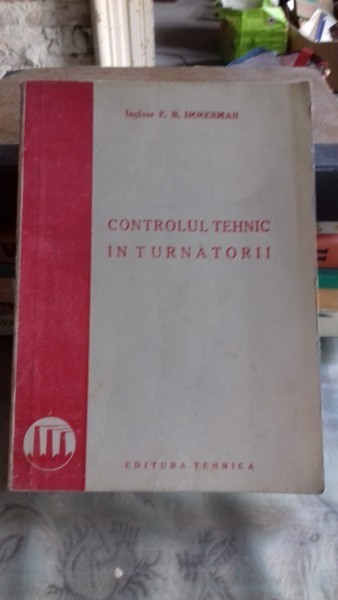 Inginer E. B. IMMERMAN
CONTROLUL TEHNIC
IN TURNĂTORII
EDITURA TEHNICA